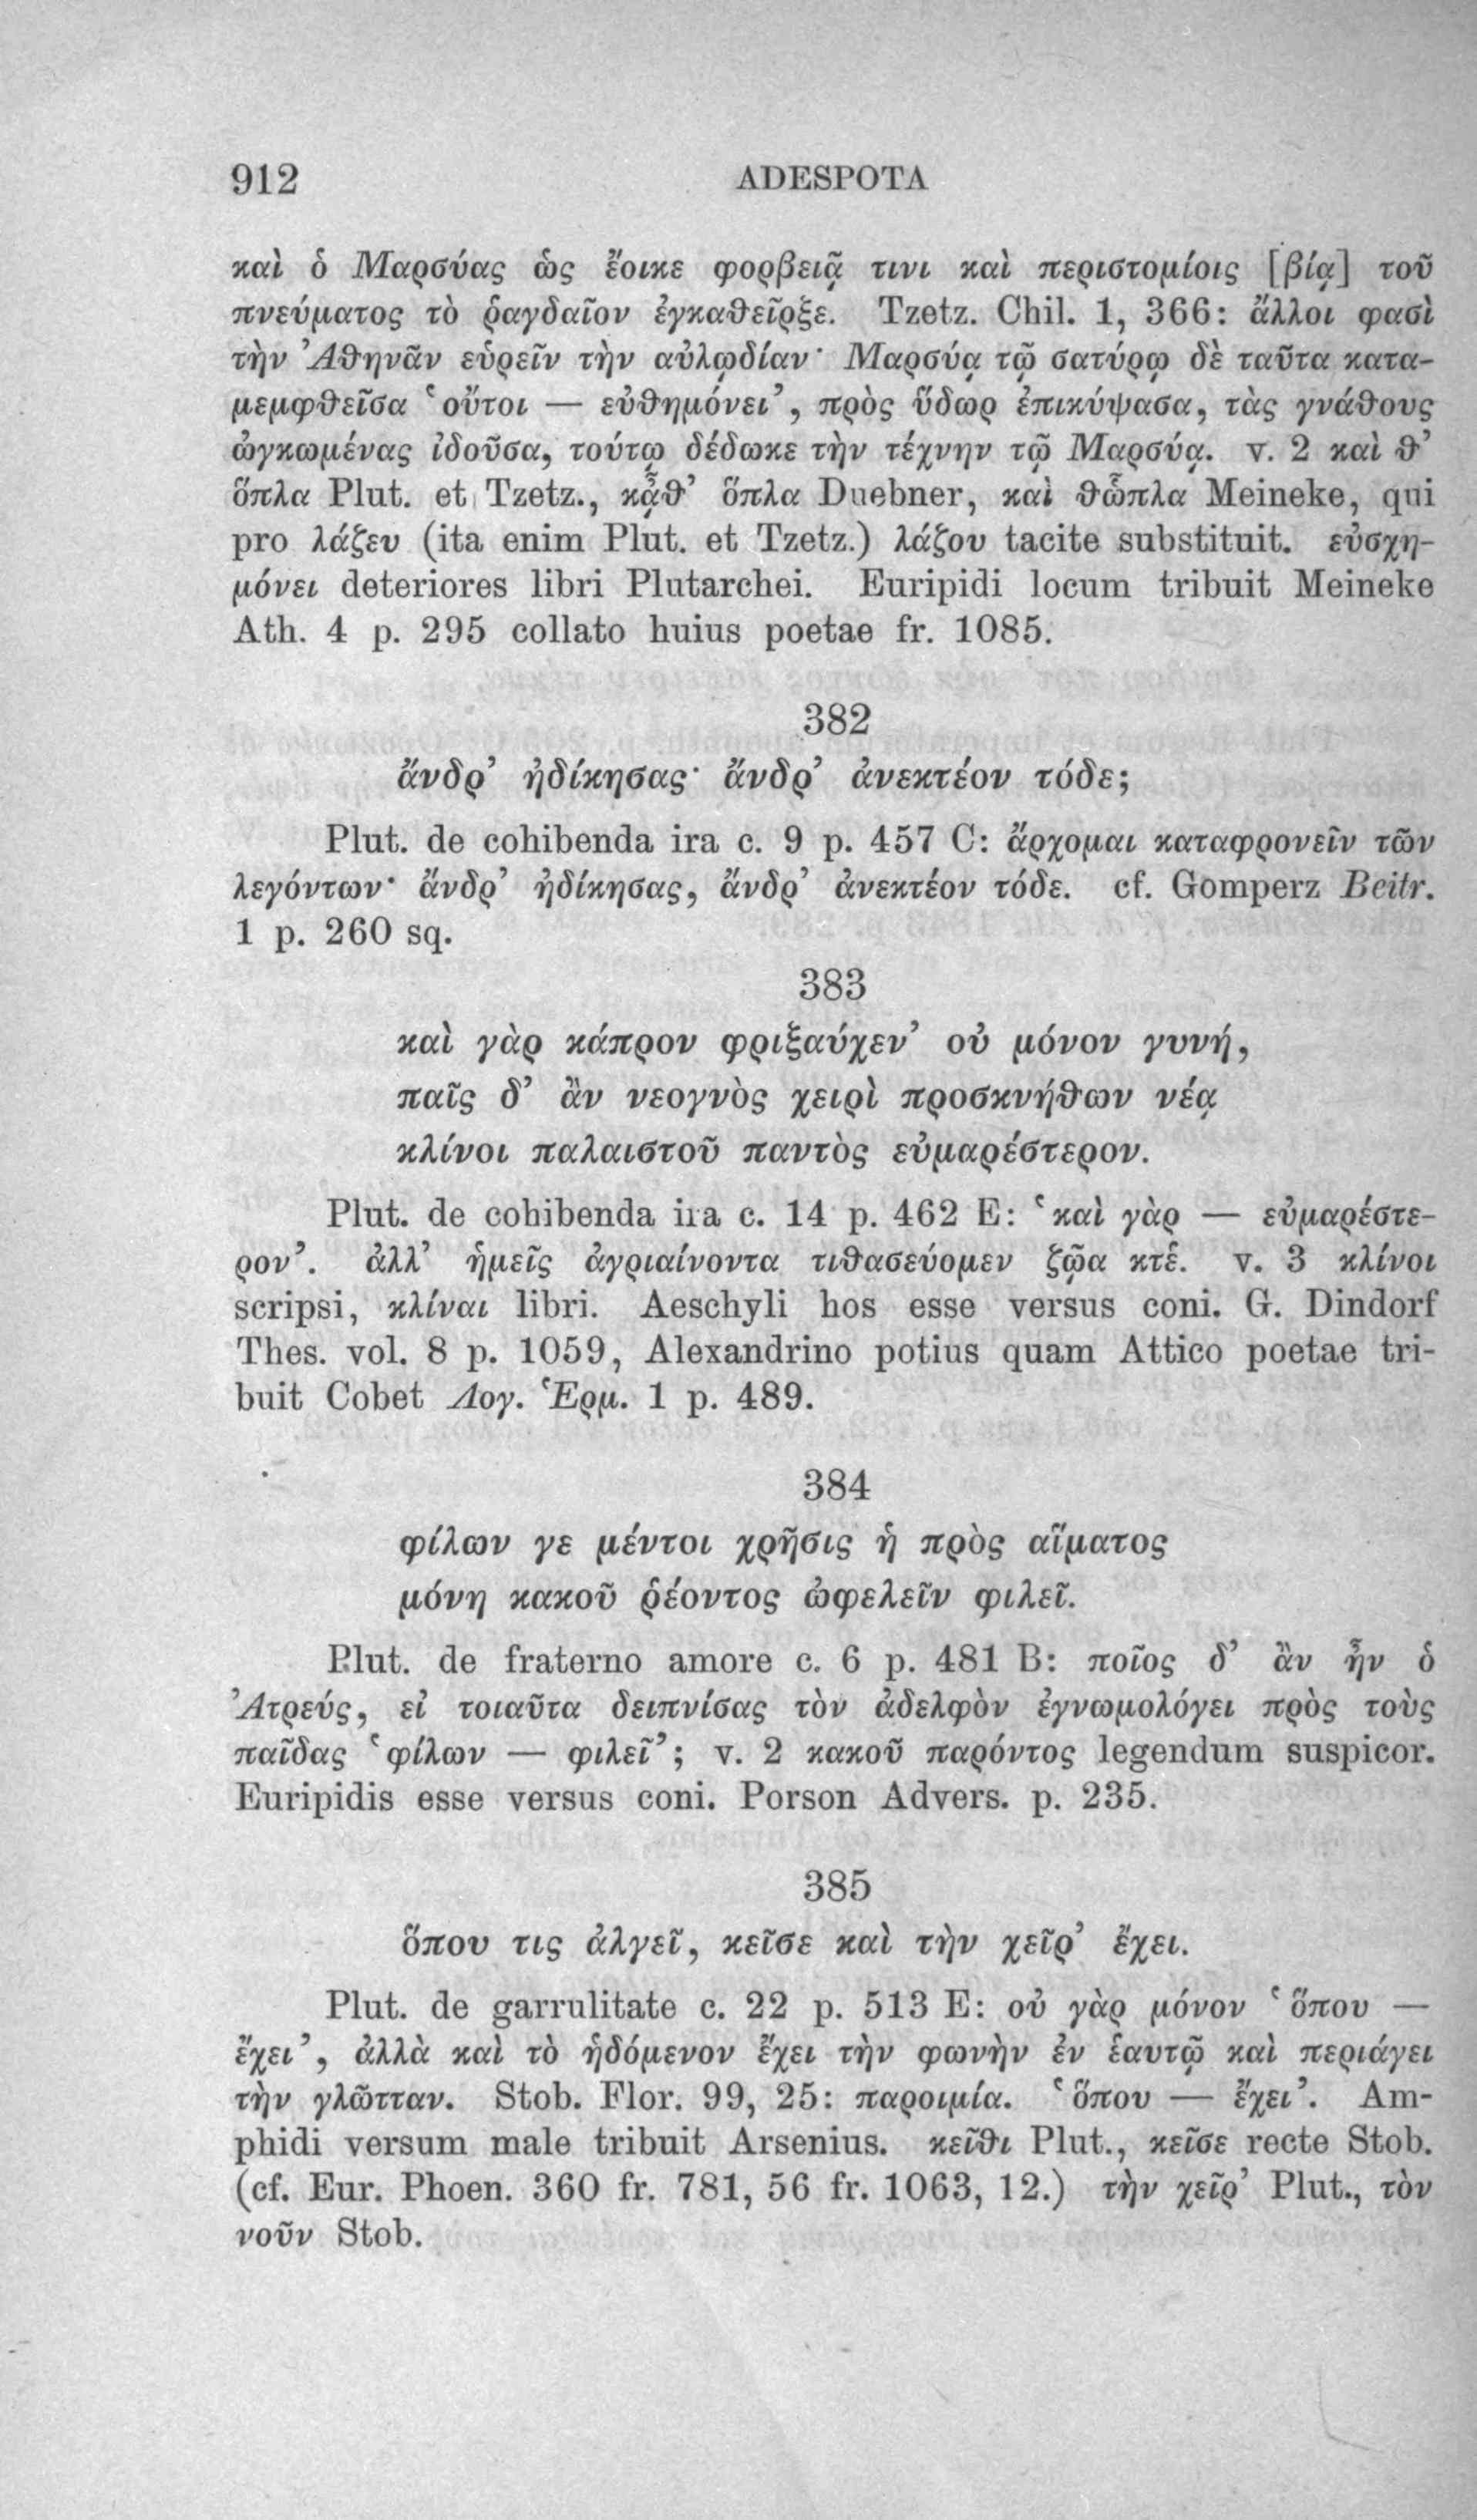 912 ADESPOTA
καὶ ὁ Μαρσύας ὡς ἔοικε φορβειᾷ τινι καὶ περιστομίοις [βίᾳ] τοῦ
πνεύματος τὸ ῥαγδαῖον ἐγκαθεῖρξε. Tzetz. Chil. 1, 366: ἄλλοι φασὶ
τὴν Ἀθηνᾶν εὑρεῖν τὴν αὐλῳδίαν· Μαρσύᾳ τῷ σατύρῳ δὲ ταῦτα κατα-
μεμφθεῖσα ‘οὔτοι — εὐθημόνει’, πρὸς ὕδωρ ἐπικύψασα, τὰς γνάθους
ὠγκωμένας ἰδοῦσα, τούτῳ δέδωκε τὴν τέχνην τῷ Μαρσύᾳ. v. 2 καὶ θ’
ὅπλα Plut. et Tzetz., κᾆθ’ ὅπλα Duebner, καὶ θὦπλα Meineke, qui
pro λάζευ (ita enim Plut. et Tzetz.) λάζου tacite substituit. εὐσχη-
μόνει deteriores libri Plutarchei. Euripidi locum tribuit Meineke
Ath. 4 p. 295 collato huius poetae fr. 1085.
382
ἄνδρ’ ἠδίκησας· ἄνδρ’ ἀνεκτέον τόδε;
Plut. de cohibenda ira c. 9 p. 457 C: ἄρχομαι καταφρονεῖν τῶν
λεγόντων· ἄνδρ’ ἠδίκησας, ἄνδρ’ ἀνεκτέον τόδε. cf. Gomperz Beitr.
1 p. 260 sq.
383
καὶ γὰρ κάπρον φριξαύχεν’ οὐ μόνον γυνή,
παῖς δ’ ἂν νεογνὸς χειρὶ προσκνήθων νέᾳ
κλίνοι παλαιστοῦ παντὸς εὐμαρέστερον.
Plut. de cohibenda ira c. 14 p. 462 E: ‘καὶ γὰρ — εὐμαρέστε-
ρον’. ἀλλ’ ἡμεῖς ἀγριαίνοντα τιθασεύομεν ζῷα κτἑ. v. 3 κλίνοι
scripsi, κλίναι libri. Aeschyli hos esse versus coni. G. Dindorf
Thes. vol. 8 p. 1059, Alexandrino potius quam Attico poetae tri-
buit Cobet Λογ. Ἑρμ. 1 p. 489.
384
φίλων γε μέντοι χρῆσις ἡ πρὸς αἵματος
μόνη κακοῦ ῥέοντος ὠφελεῖν φιλεῖ.
Plut. de fraterno amore c. 6 p. 481 B: ποῖος δ’ ἂν ἦν ὁ
Ἀτρεύς, εἰ τοιαῦτα δειπνίσας τὸν ἀδελφὸν ἐγνωμολόγει πρὸς τοὺς
παῖδας ‘φίλων — φιλεῖ’; v. 2 κακοῦ παρόντος legendum suspicor.
Euripidis esse versus coni. Porson Advers. p. 235.
385
ὅπου τις ἀλγεῖ, κεῖσε καὶ τὴν χεῖρ’ ἔχει.
Plut. de garrulitate c. 22 p. 513 E: οὐ γὰρ μόνον ‘ὅπου —
ἔχει’, ἀλλὰ καὶ τὸ ἡδόμενον ἔχει τὴν φωνὴν ἐν ἑαυτῷ καὶ περιάγει
τὴν γλῶτταν. Stob. Flor. 99, 25: παροιμία. ‘ὅπου — ἔχει’. Am-
phidi versum male tribuit Arsenius. κεῖθι Plut., κεῖσε recte Stob.
(cf. Eur. Phoen. 360 fr. 781, 56 fr. 1063, 12.) τὴν χεῖρ’ Plut., τὸν
νοῦν Stob.